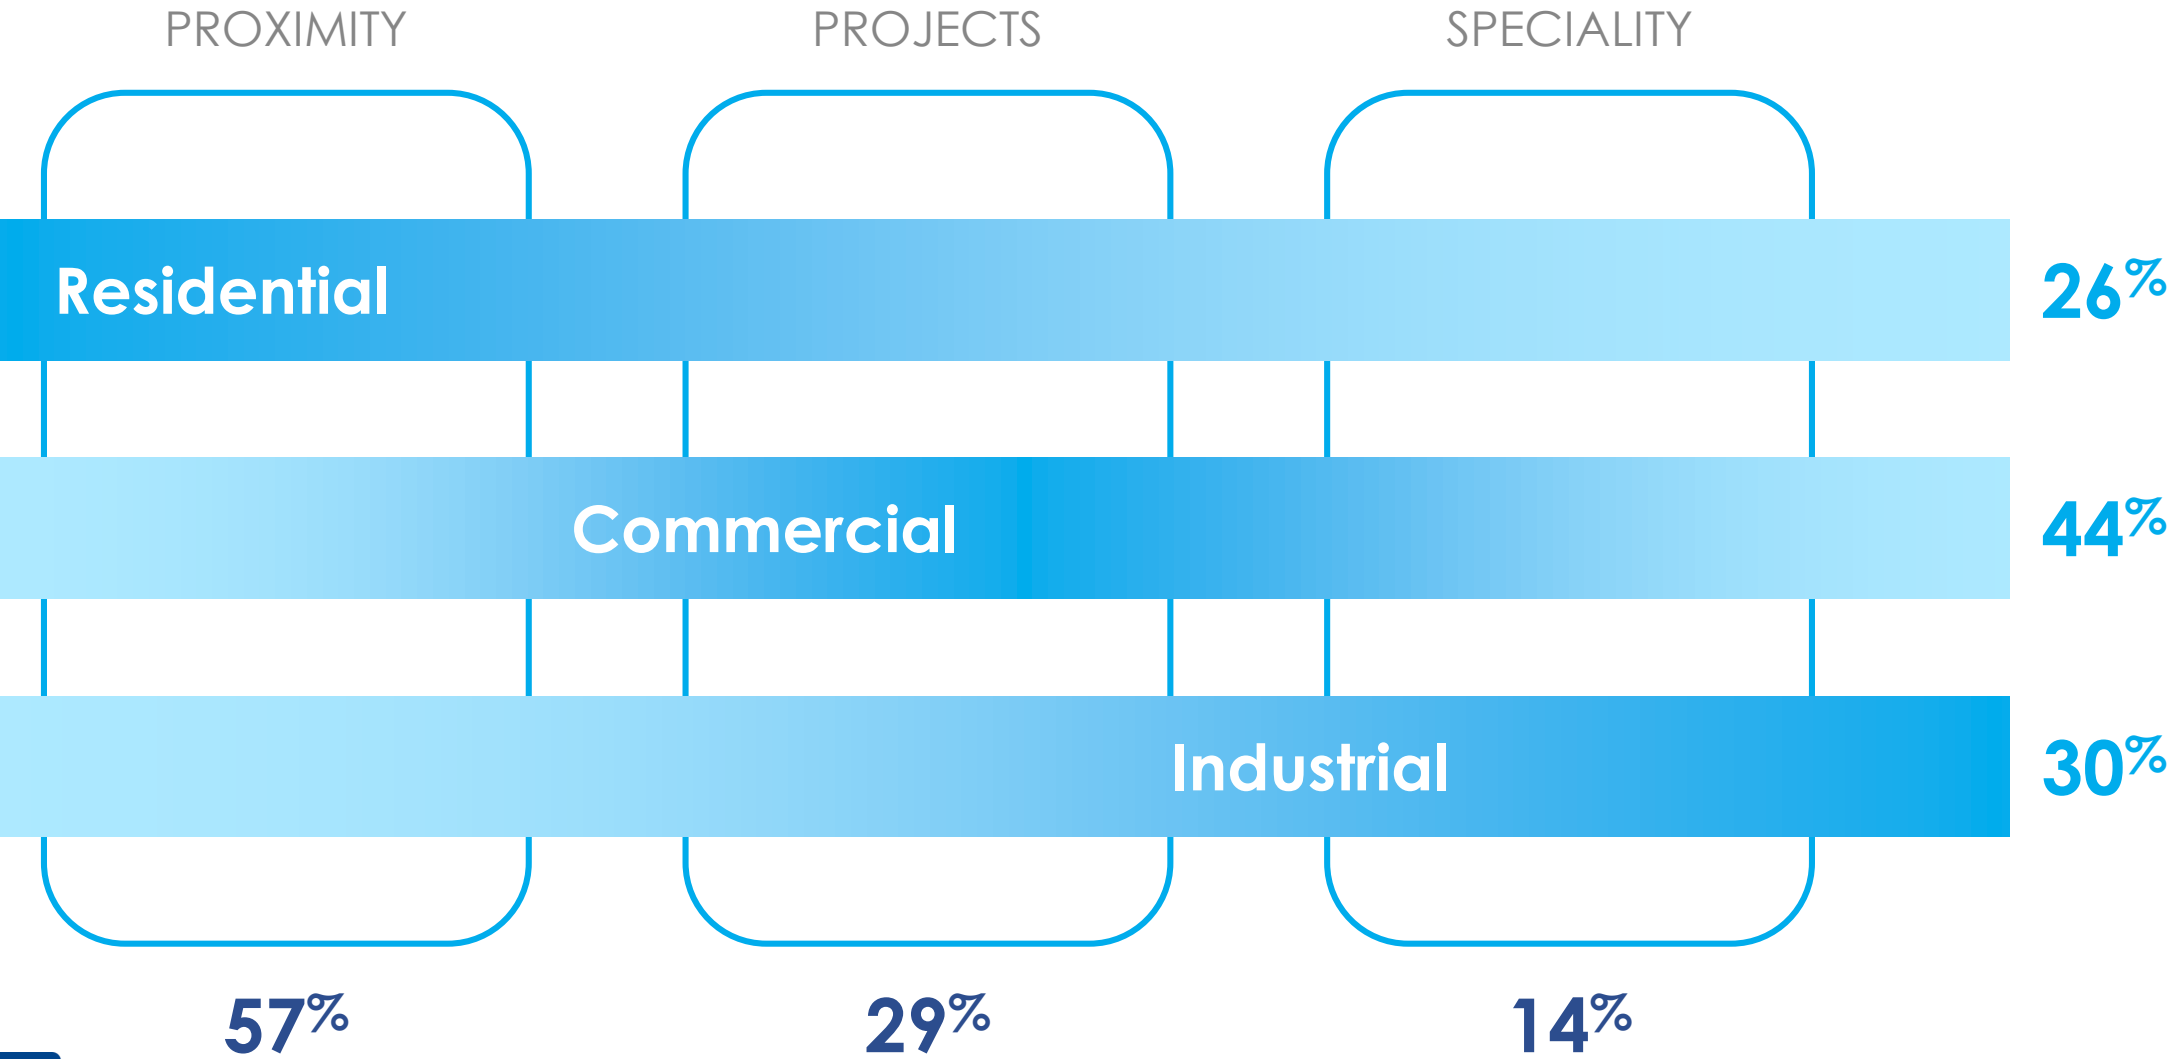 PROXIMITY PROJECTS SPECIALITY
Residential 26%
Commercial 44%
Industrial 30%
57% 29% 14%